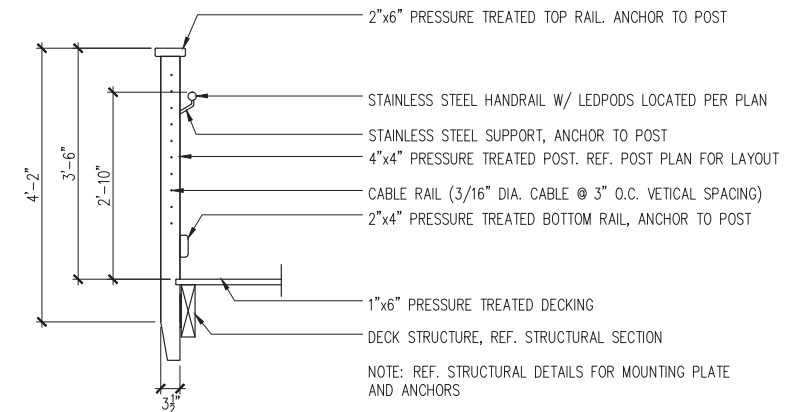 2"x6" PRESSURE TREATED TOP RAIL. ANCHOR TO POST
STAINLESS STEEL HANDRAIL W/ LEDPODS LOCATED PER PLAN
STAINLESS STEEL SUPPORT, ANCHOR TO POST
4"x4" PRESSURE TREATED POST. REF. POST PLAN FOR LAYOUT
CABLE RAIL (3/16" DIA. CABLE @ 3" O.C. VETICAL SPACING)
2"x4" PRESSURE TREATED BOTTOM RAIL, ANCHOR TO POST
4'-2"
3'-6"
2'-10"
1"x6" PRESSURE TREATED DECKING
DECK STRUCTURE, REF. STRUCTURAL SECTION
NOTE: REF. STRUCTURAL DETAILS FOR MOUNTING PLATE
AND ANCHORS
3½"